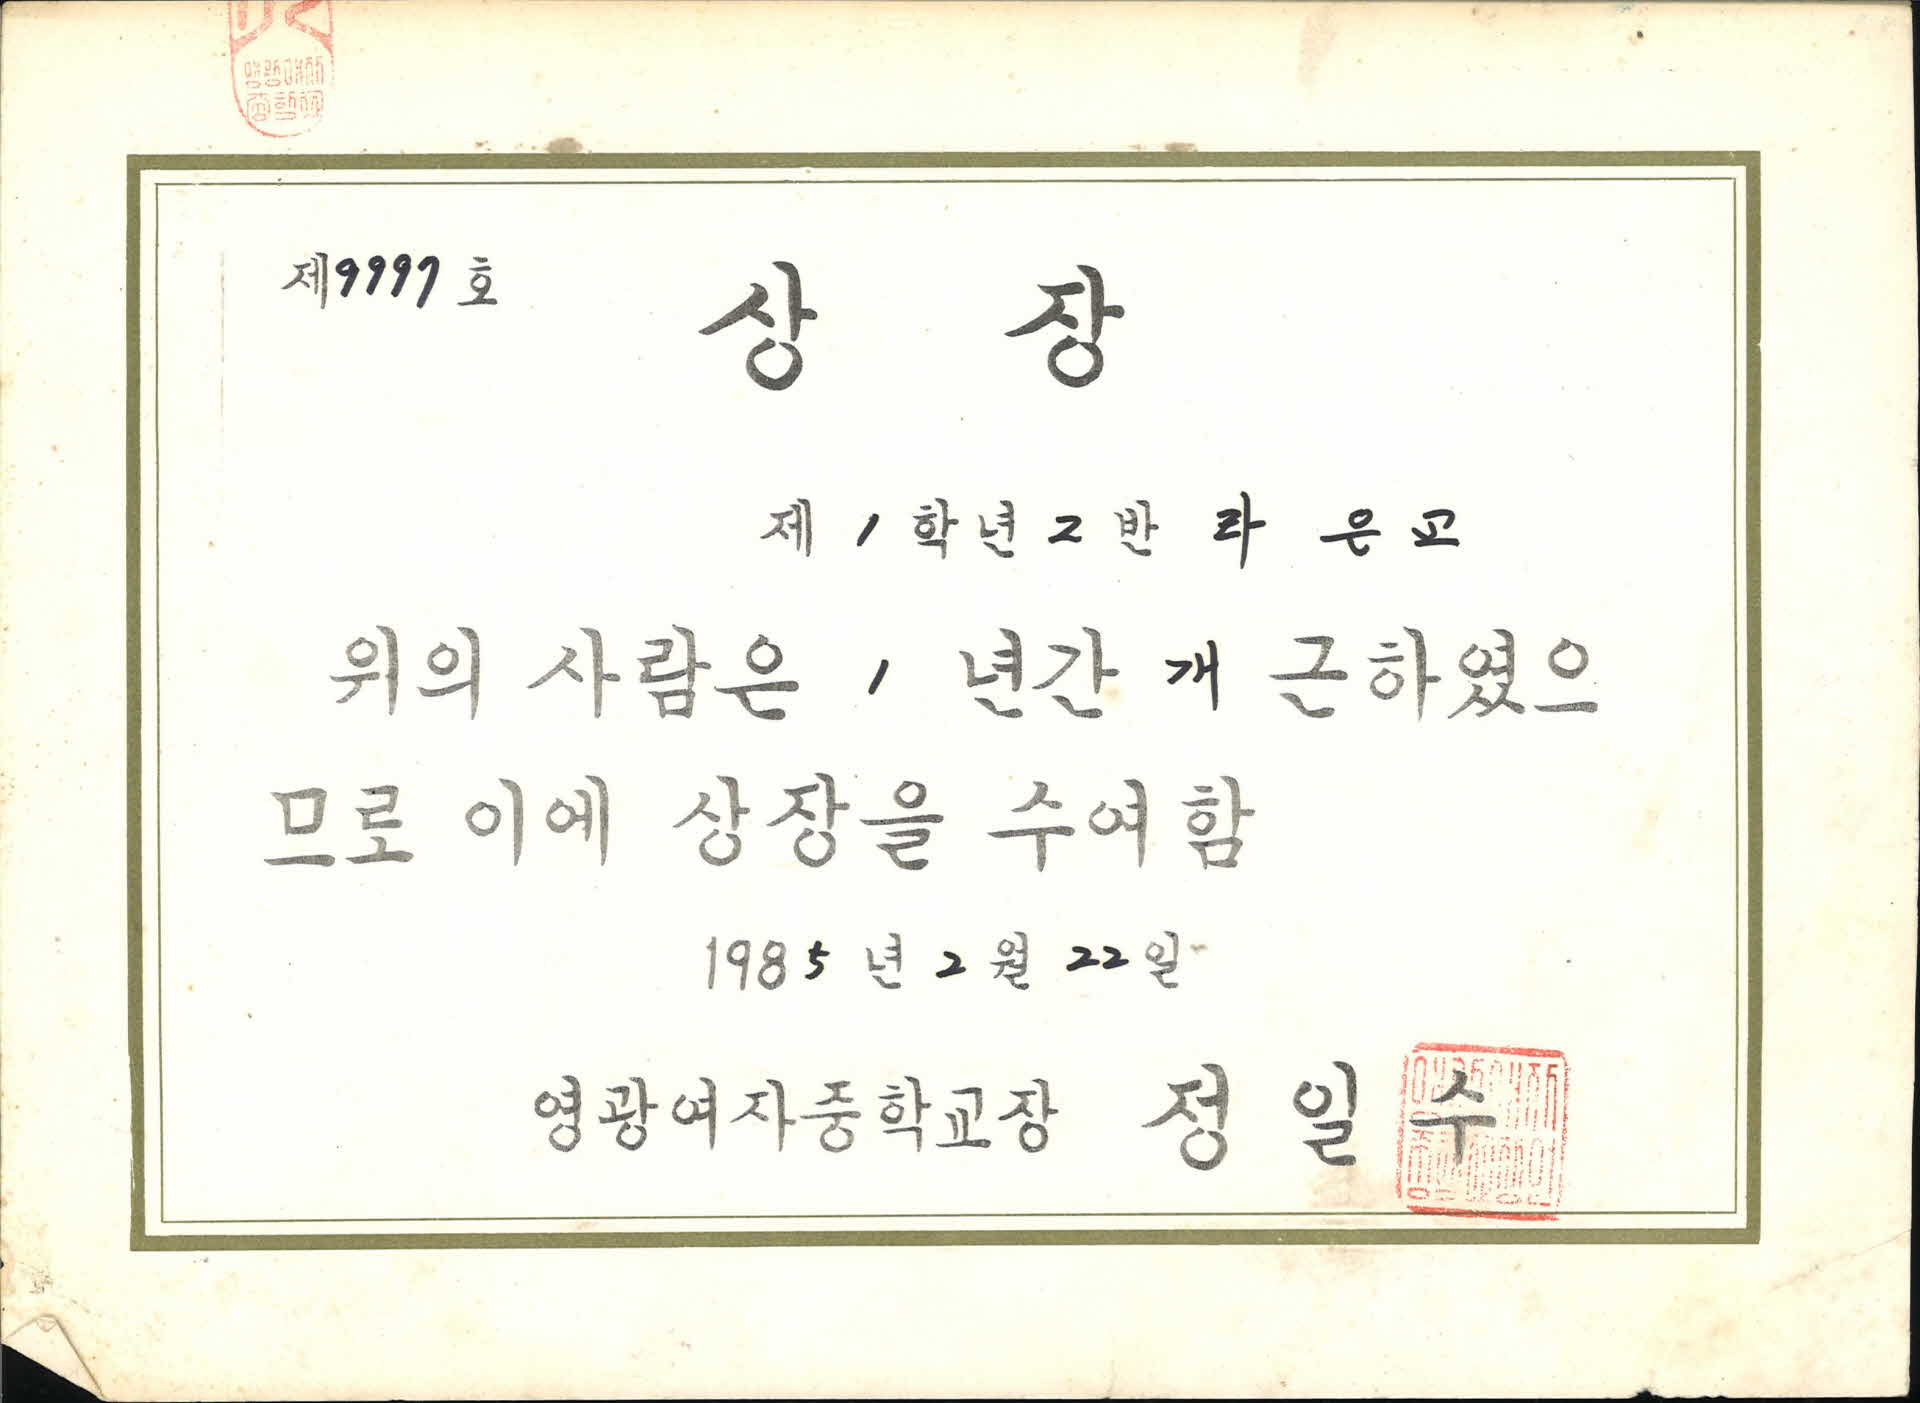 제9997호
상 장
제 1 학년 2 반 라 은 교
위의 사람은 1 년간 개 근하였으
므로 이에 상장을 수여함
1985년 2월 22일
영광여자중학교장 정 일 수